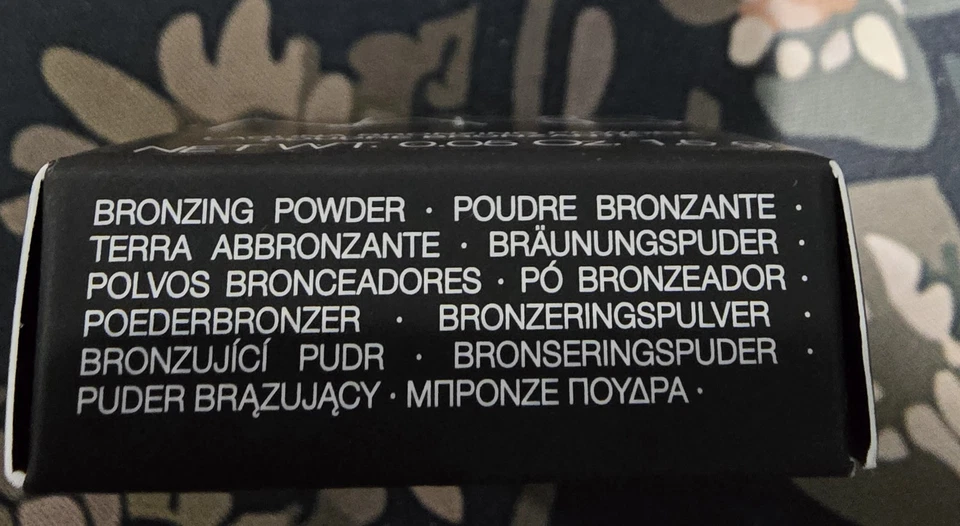 NET WT. 0.05 OZ. 1.5 g
BRONZING POWDER · POUDRE BRONZANTE ·
TERRA ABBRONZANTE · BRÄUNUNGSPUDER ·
POLVOS BRONCEADORES · PÓ BRONZEADOR ·
POEDERBRONZER · BRONZERINGSPULVER ·
BRONZUJÍCÍ PUDR · BRONSERINGSPUDER ·
PUDER BRĄZUJĄCY · ΜΠΡΟΝΖΕ ΠΟΥΔΡΑ ·